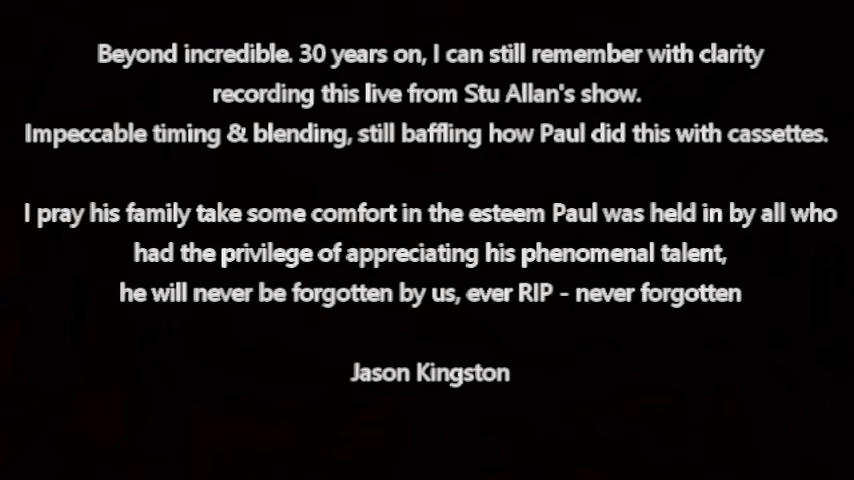 Beyond incredible. 30 years on, I can still remember with clarity
recording this live from Stu Allan's show.
Impeccable timing & blending, still baffling how Paul did this with cassettes.
I pray his family take some comfort in the esteem Paul was held in by all who
had the privilege of appreciating his phenomenal talent,
he will never be forgotten by us, ever RIP - never forgotten
Jason Kingston